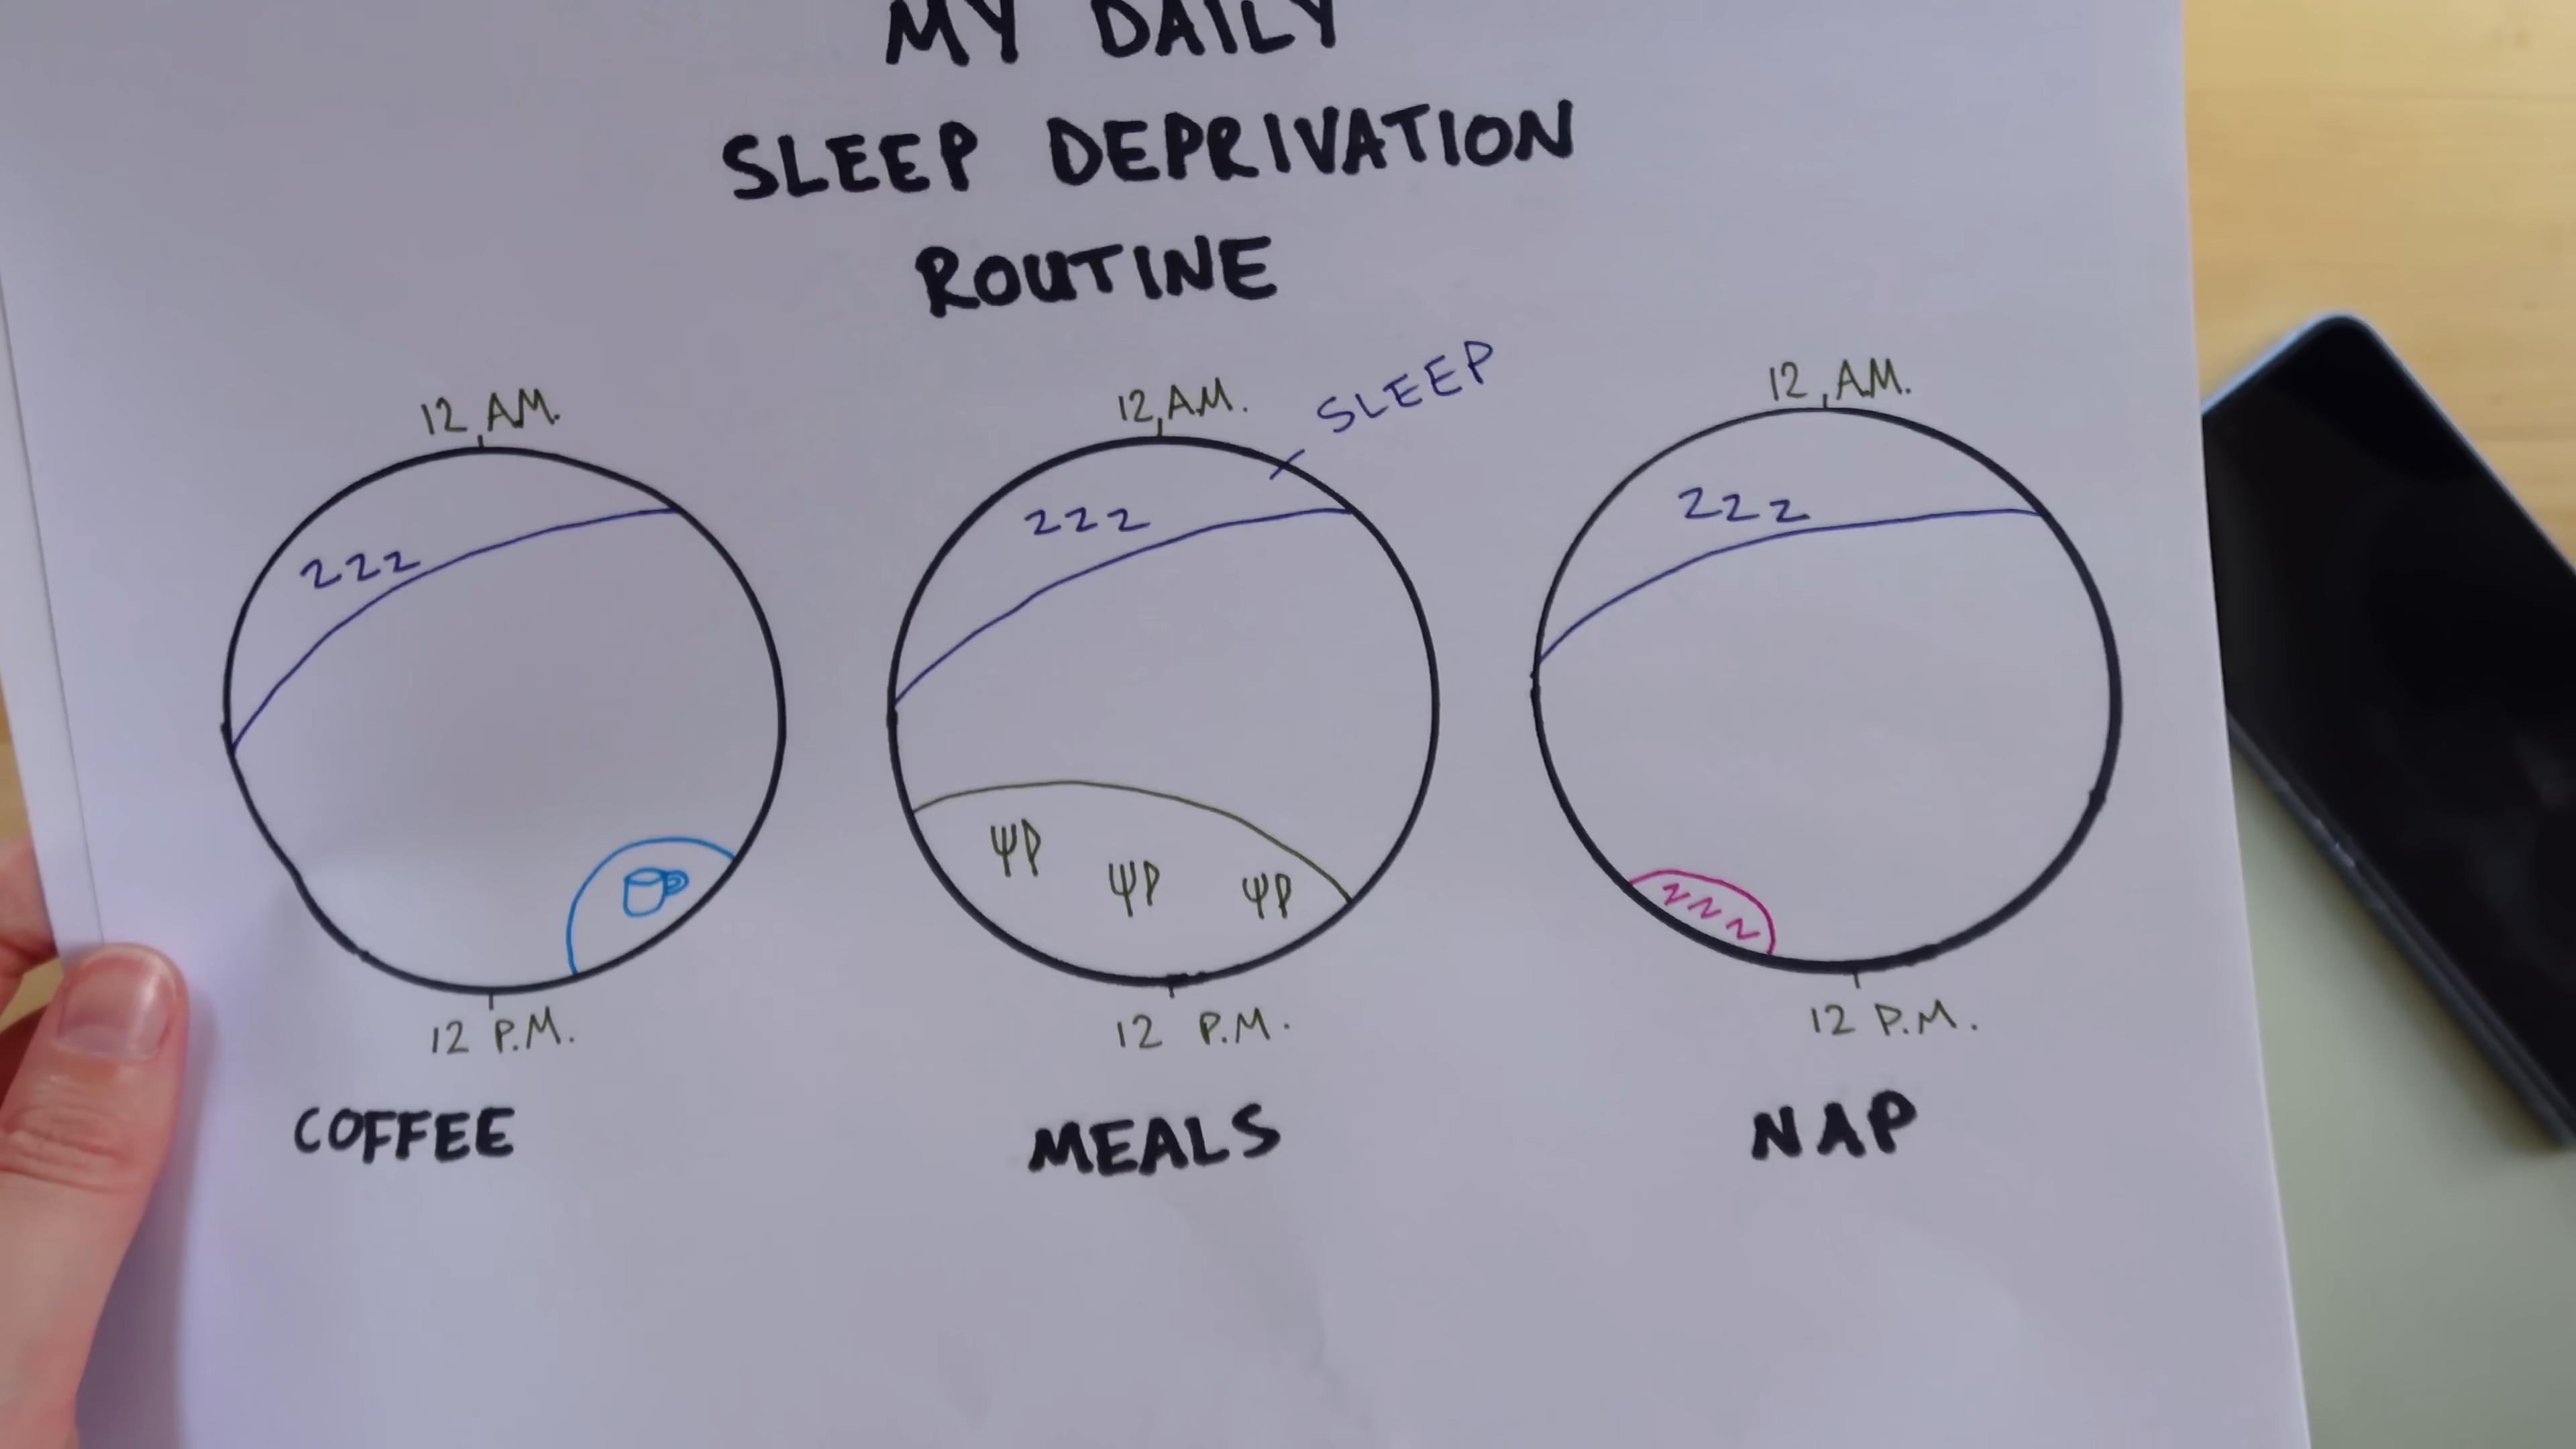 MY DAILY
SLEEP DEPRIVATION
ROUTINE
12 A.M.
zzz
12 P.M.
COFFEE
12 A.M.
SLEEP
zzz
12 P.M.
MEALS
12 A.M.
zzz
zzz
12 P.M.
NAP